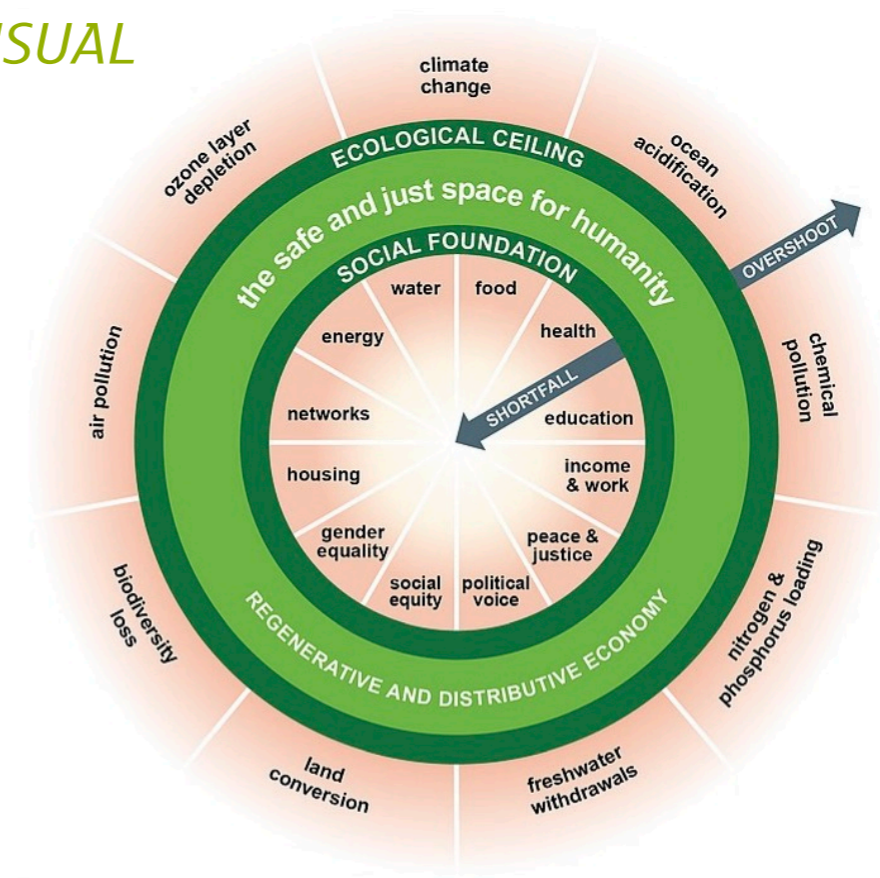 ISUAL
climate
change
ocean
acidification
OVERSHOOT
chemical
pollution
nitrogen &
phosphorus loading
freshwater
withdrawals
land
conversion
biodiversity
loss
air pollution
ozone layer
depletion
ECOLOGICAL CEILING
the safe and just space for humanity
SOCIAL FOUNDATION
water
food
health
SHORTFALL
education
income
& work
peace &
justice
political
voice
social
equity
gender
equality
housing
networks
energy
REGENERATIVE AND DISTRIBUTIVE ECONOMY